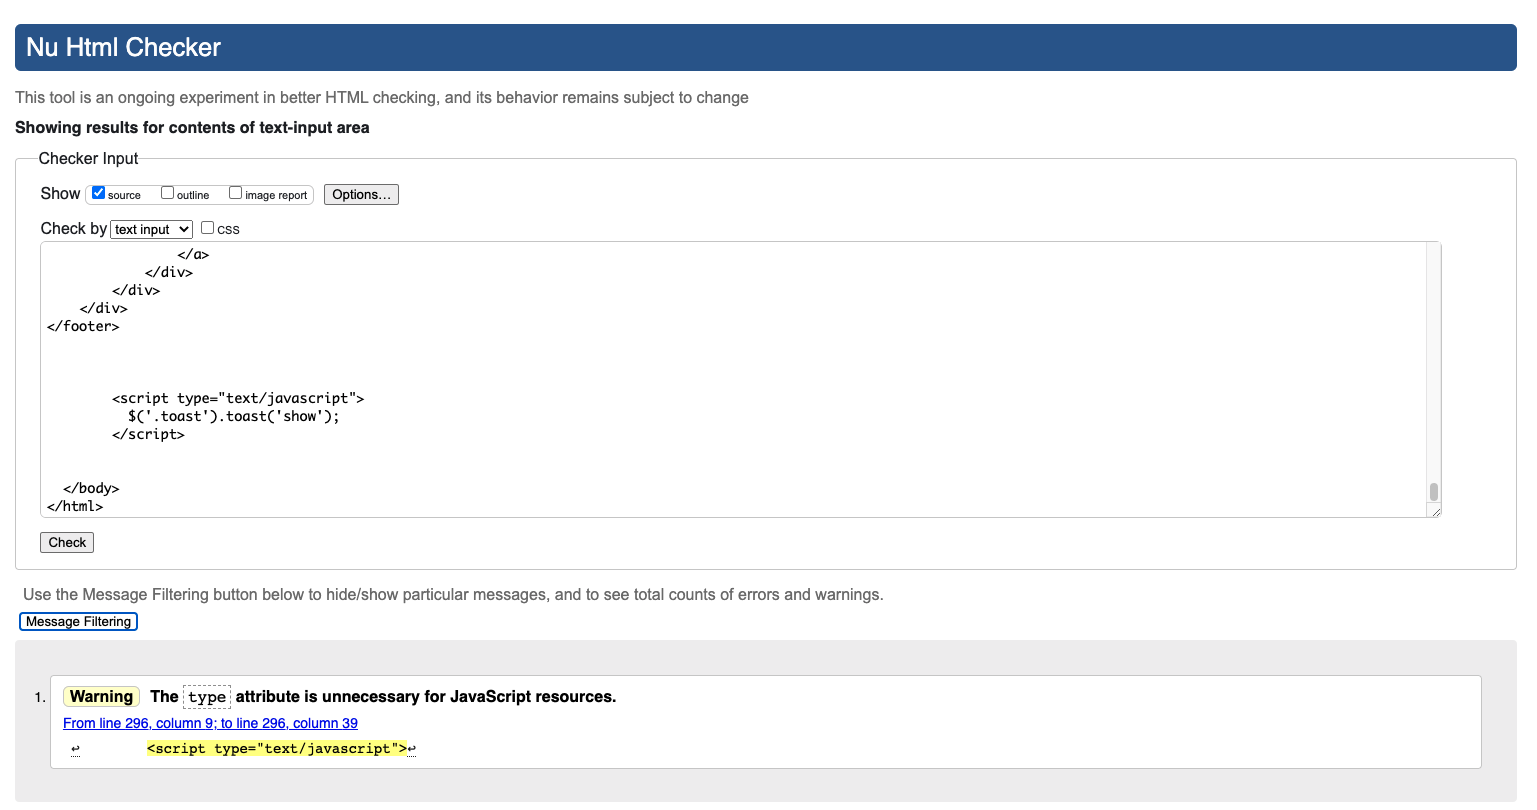 Nu Html Checker
This tool is an ongoing experiment in better HTML checking, and its behavior remains subject to change
Showing results for contents of text-input area
Checker Input
Show source outline image report Options...
Check by text input css
</a>
</div>
</div>
</div>
</footer>
<script type="text/javascript">
$('.toast').toast('show');
</script>
</body>
</html>
Check
Use the Message Filtering button below to hide/show particular messages, and to see total counts of errors and warnings.
Message Filtering
1. Warning The type attribute is unnecessary for JavaScript resources.
From line 296, column 9; to line 296, column 39
↩ <script type="text/javascript">↩